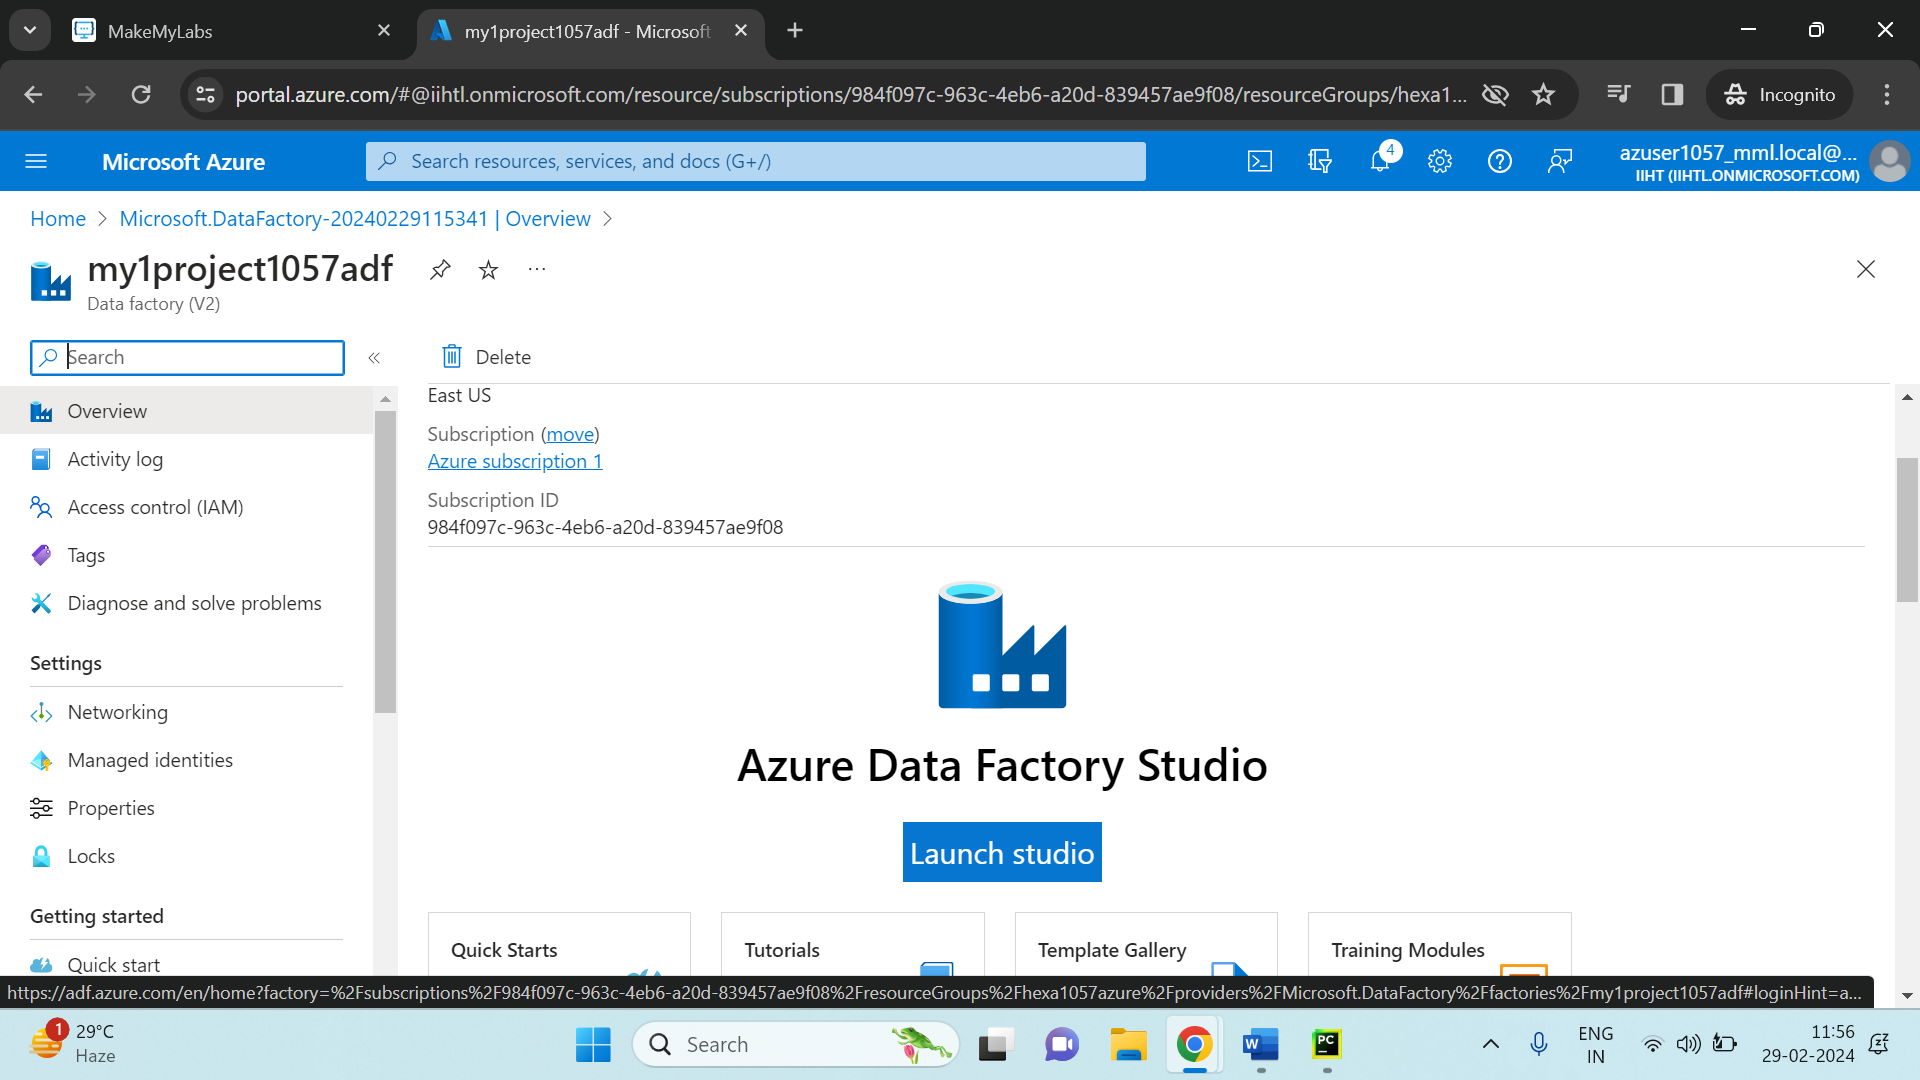 MakeMyLabs
my1project1057adf - Microsoft
portal.azure.com/#@iihtl.onmicrosoft.com/resource/subscriptions/984f097c-963c-4eb6-a20d-839457ae9f08/resourceGroups/hexa1...
Incognito
Microsoft Azure
Search resources, services, and docs (G+/)
4
azuser1057_mml.local@...
IIHT (IIHTL.ONMICROSOFT.COM)
Home > Microsoft.DataFactory-20240229115341 | Overview >
my1project1057adf
Data factory (V2)
Search
Delete
Overview
Activity log
Access control (IAM)
Tags
Diagnose and solve problems
Settings
Networking
Managed identities
Properties
Locks
Getting started
Quick start
East US
Subscription (move)
Azure subscription 1
Subscription ID
984f097c-963c-4eb6-a20d-839457ae9f08
Azure Data Factory Studio
Launch studio
Quick Starts
Tutorials
Template Gallery
Training Modules
https://adf.azure.com/en/home?factory=%2Fsubscriptions%2F984f097c-963c-4eb6-a20d-839457ae9f08%2FresourceGroups%2Fhexa1057azure%2Fproviders%2FMicrosoft.DataFactory%2Ffactories%2Fmy1project1057adf#loginHint=a...
1
29°C
Haze
Search
W
PC
ENG
IN
11:56
29-02-2024